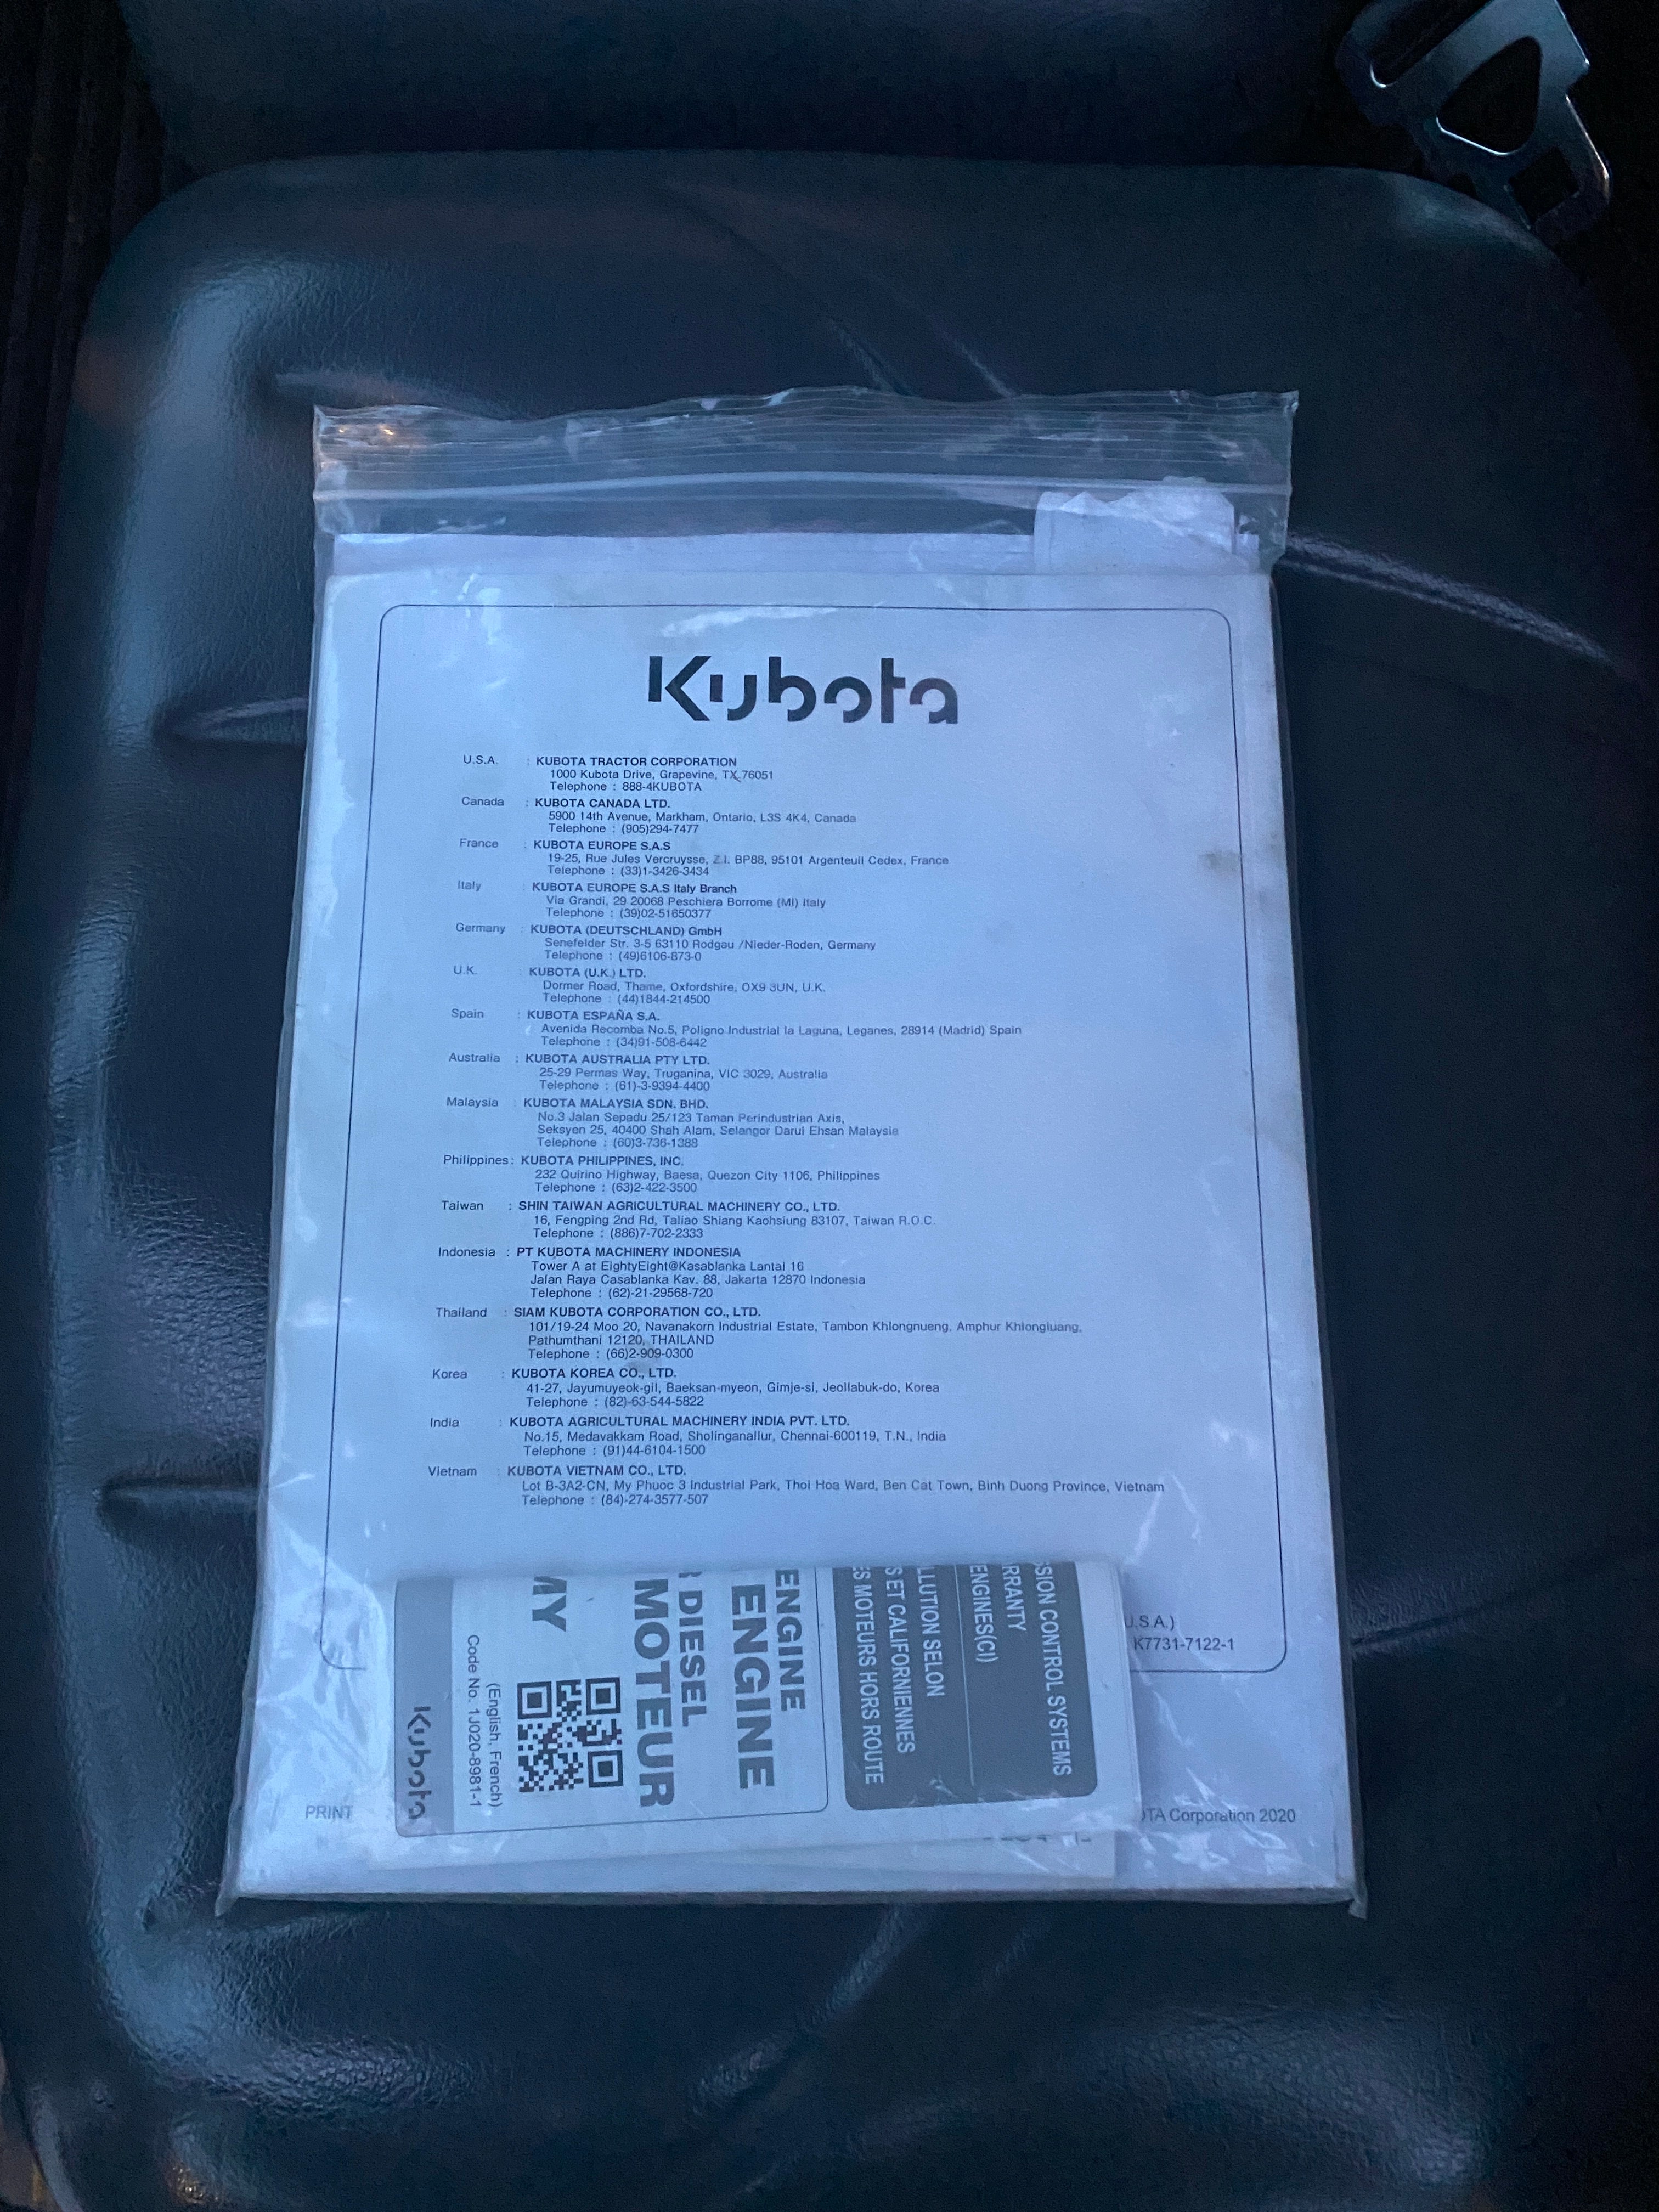 Kubota
U.S.A. : KUBOTA TRACTOR CORPORATION
1000 Kubota Drive, Grapevine, TX 76051
Telephone : 888-4KUBOTA
Canada : KUBOTA CANADA LTD.
5900 14th Avenue, Markham, Ontario, L3S 4K4, Canada
Telephone : (905)294-7477
France : KUBOTA EUROPE S.A.S
19-25, Rue Jules Vercruysse, Z.I. BP88, 95101 Argenteuil Cedex, France
Telephone : (33)1-3426-3434
Italy : KUBOTA EUROPE S.A.S Italy Branch
Via Grandi, 29 20068 Peschiera Borrome (MI) Italy
Telephone : (39)02-51650377
Germany : KUBOTA (DEUTSCHLAND) GmbH
Senefelder Str. 3-5 63110 Rodgau /Nieder-Roden, Germany
Telephone : (49)6106-873-0
U.K. : KUBOTA (U.K.) LTD.
Dormer Road, Thame, Oxfordshire, OX9 3UN, U.K.
Telephone : (44)1844-214500
Spain : KUBOTA ESPAÑA S.A.
Avenida Recomba No.5, Poligno Industrial la Laguna, Leganes, 28914 (Madrid) Spain
Telephone : (34)91-508-6442
Australia : KUBOTA AUSTRALIA PTY LTD.
25-29 Permas Way, Truganina, VIC 3029, Australia
Telephone : (61)-3-9394-4400
Malaysia : KUBOTA MALAYSIA SDN. BHD.
No.3 Jalan Sepadu 25/123 Taman Perindustrian Axis,
Seksyen 25, 40400 Shah Alam, Selangor Darul Ehsan Malaysia
Telephone : (60)3-736-1388
Philippines : KUBOTA PHILIPPINES, INC.
232 Quirino Highway, Baesa, Quezon City 1106, Philippines
Telephone : (63)2-422-3500
Taiwan : SHIN TAIWAN AGRICULTURAL MACHINERY CO., LTD.
16, Fengping 2nd Rd, Taliao Shiang Kaohsiung 83107, Taiwan R.O.C.
Telephone : (886)7-702-2333
Indonesia : PT KUBOTA MACHINERY INDONESIA
Tower A at EightyEight@Kasablanka Lantai 16
Jalan Raya Casablanka Kav. 88, Jakarta 12870 Indonesia
Telephone : (62)-21-29568-720
Thailand : SIAM KUBOTA CORPORATION CO., LTD.
101/19-24 Moo 20, Navanakorn Industrial Estate, Tambon Khlongnueng, Amphur Khlongluang,
Pathumthani 12120, THAILAND
Telephone : (66)2-909-0300
Korea : KUBOTA KOREA CO., LTD.
41-27, Jayumuyeok-gil, Baeksan-myeon, Gimje-si, Jeollabuk-do, Korea
Telephone : (82)-63-544-5822
India : KUBOTA AGRICULTURAL MACHINERY INDIA PVT. LTD.
No.15, Medavakkam Road, Sholinganallur, Chennai-600119, T.N., India
Telephone : (91)44-6104-1500
Vietnam : KUBOTA VIETNAM CO., LTD.
Lot B-3A2-CN, My Phuoc 3 Industrial Park, Thoi Hoa Ward, Ben Cat Town, Binh Duong Province, Vietnam
Telephone : (84)-274-3577-507
U.S.A.)
K7731-7122-1
SION CONTROL SYSTEMS
RRANTY
ENGINES(CI)
LLUTION SELON
S ET CALIFORNIENNES
ES MOTEURS HORS ROUTE
ENGINE
ENGINE
R DIESEL
MOTEUR
MY
(English, French)
Code No. 1J020-8981-1
Kubota
PRINT
OTA Corporation 2020